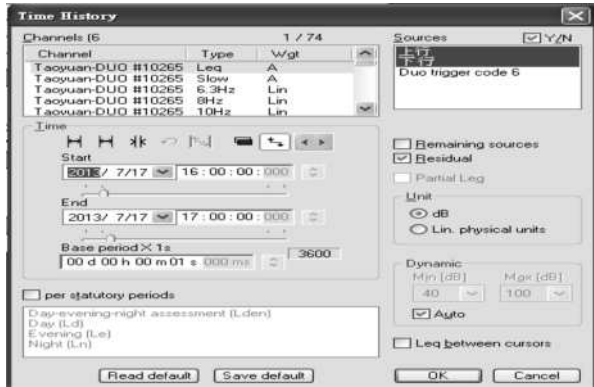 Time History
Channels (6
1 / 74
Channel Type Wgt
Taoyuan-DUO #10265 Leq A
Taoyuan-DUO #10265 Slow A
Taoyuan-DUO #10265 6.3Hz Lin
Taoyuan-DUO #10265 8Hz Lin
Taoyuan-DUO #10265 10Hz Lin
Time
Start
2013/ 7/17 16:00:00:000
End
2013/ 7/17 17:00:00:000
Base period X 1s
00 d 00 h 00 m 01 s 000 ms
3600
per statutory periods
Day-evening-night assessment (Lden)
Day (Ld)
Evening (Le)
Night (Ln)
Read default
Save default
Sources
Y/N
上行
下行
Duo trigger code 6
Remaining sources
Residual
Partial Leq
Unit
dB
Lin. physical units
Dynamic
Min [dB] Max [dB]
40 100
Auto
Leq between cursors
OK
Cancel